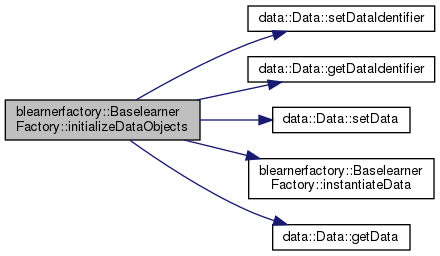 data::Data::setDataIdentifier
data::Data::getDataIdentifier
blearnerfactory::Baselearner
Factory::initializeDataObjects
data::Data::setData
blearnerfactory::Baselearner
Factory::instantiateData
data::Data::getData